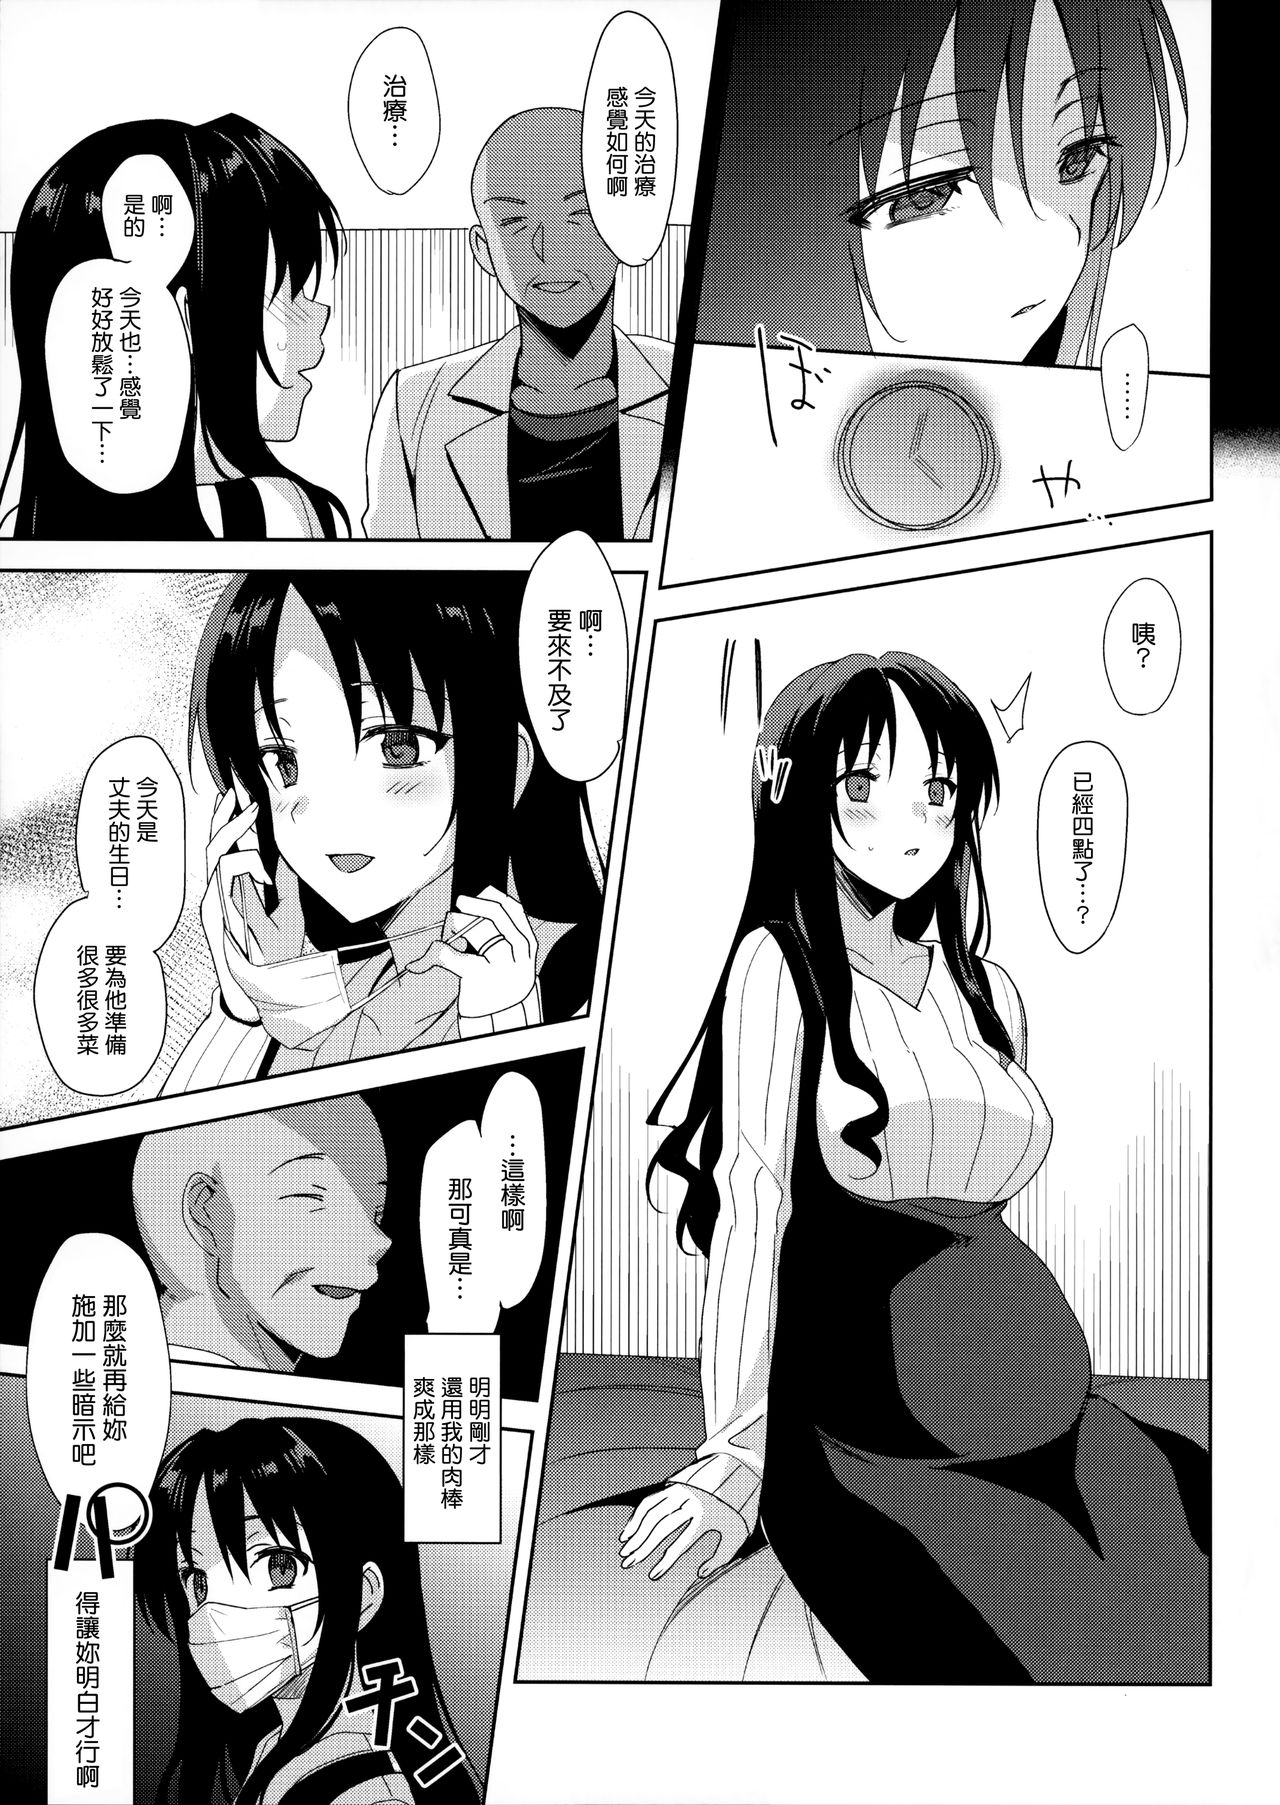 ……
ぼ
や…
咦?
已經四點了…?
今天的治療
感覺如何啊
治療…
啊…
是的
今天也…感覺
好好放鬆了一下…
啊…
要來不及了
今天是
丈夫的生日…
要為他準備
很多很多菜
…這樣啊
那可真是…
明明剛才
還用我的肉棒
爽成那樣
那麼就再給妳
施加一些暗示吧
得讓妳明白才行啊
チン